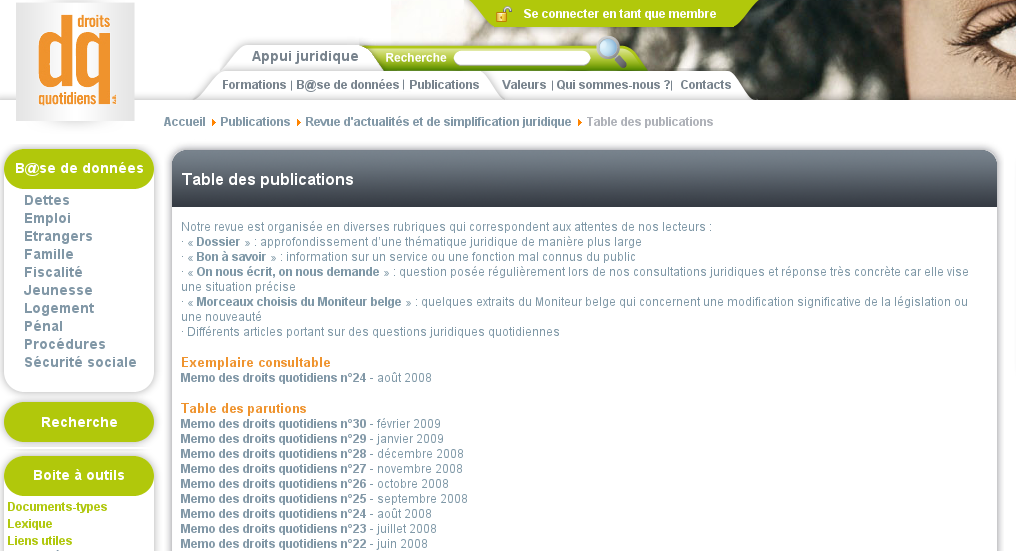 droits
dq
quotidiens
Se connecter en tant que membre
Appui juridique
Recherche
Formations | B@se de données | Publications
Valeurs | Qui sommes-nous ? | Contacts
Accueil Publications Revue d'actualités et de simplification juridique Table des publications
B@se de données
Dettes
Emploi
Etrangers
Famille
Fiscalité
Jeunesse
Logement
Pénal
Procédures
Sécurité sociale
Recherche
Boite à outils
Documents-types
Lexique
Liens utiles
Table des publications
Notre revue est organisée en diverses rubriques qui correspondent aux attentes de nos lecteurs :
· « Dossier » : approfondissement d'une thématique juridique de manière plus large
· « Bon à savoir » : information sur un service ou une fonction mal connus du public
· « On nous écrit, on nous demande » : question posée régulièrement lors de nos consultations juridiques et réponse très concrète car elle vise
une situation précise
· « Morceaux choisis du Moniteur belge » : quelques extraits du Moniteur belge qui concernent une modification significative de la législation ou
une nouveauté
· Différents articles portant sur des questions juridiques quotidiennes
Exemplaire consultable
Memo des droits quotidiens n°24 - août 2008
Table des parutions
Memo des droits quotidiens n°30 - février 2009
Memo des droits quotidiens n°29 - janvier 2009
Memo des droits quotidiens n°28 - décembre 2008
Memo des droits quotidiens n°27 - novembre 2008
Memo des droits quotidiens n°26 - octobre 2008
Memo des droits quotidiens n°25 - septembre 2008
Memo des droits quotidiens n°24 - août 2008
Memo des droits quotidiens n°23 - juillet 2008
Memo des droits quotidiens n°22 - juin 2008